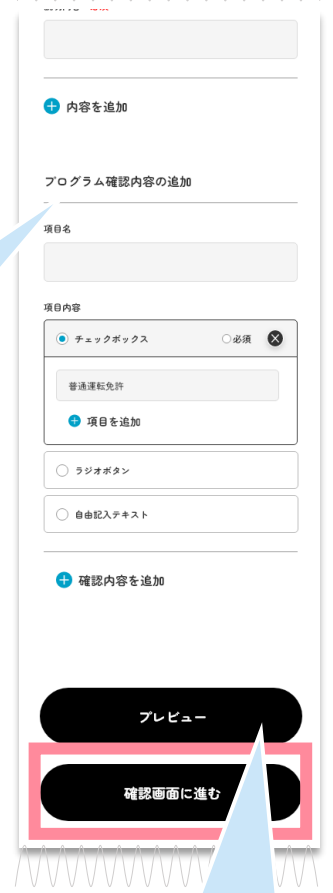 内容を追加
プログラム確認内容の追加
項目名
項目内容
チェックボックス
必須
普通運転免許
項目を追加
ラジオボタン
自由記入テキスト
確認内容を追加
プレビュー
確認画面に進む